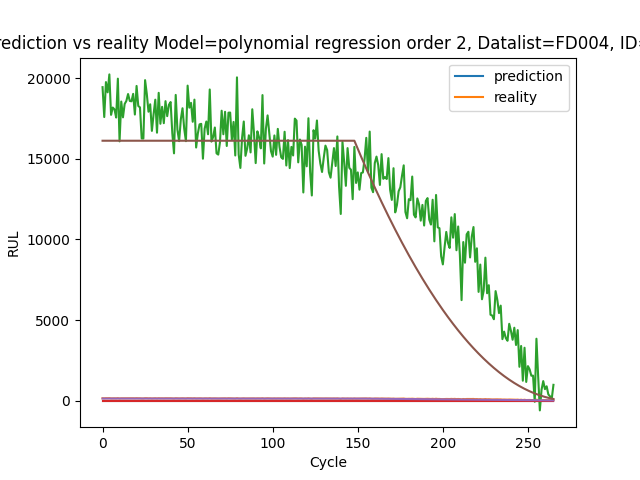 rediction vs reality Model=polynomial regression order 2, Datalist=FD004, ID=
prediction
reality
20000
15000
10000
5000
0
RUL
0 50 100 150 200 250
Cycle